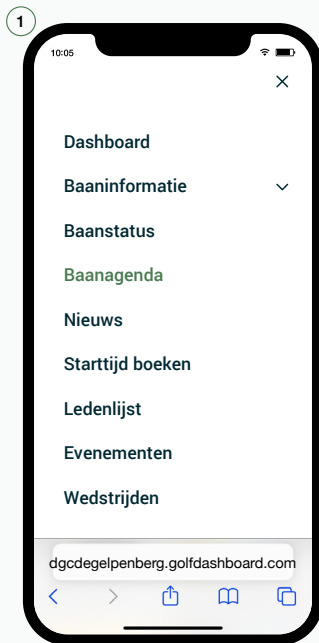 1
10:05
Dashboard
Baaninformatie
Baanstatus
Baanagenda
Nieuws
Starttijd boeken
Ledenlijst
Evenementen
Wedstrijden
dgcdegelpenberg.golfdashboard.com